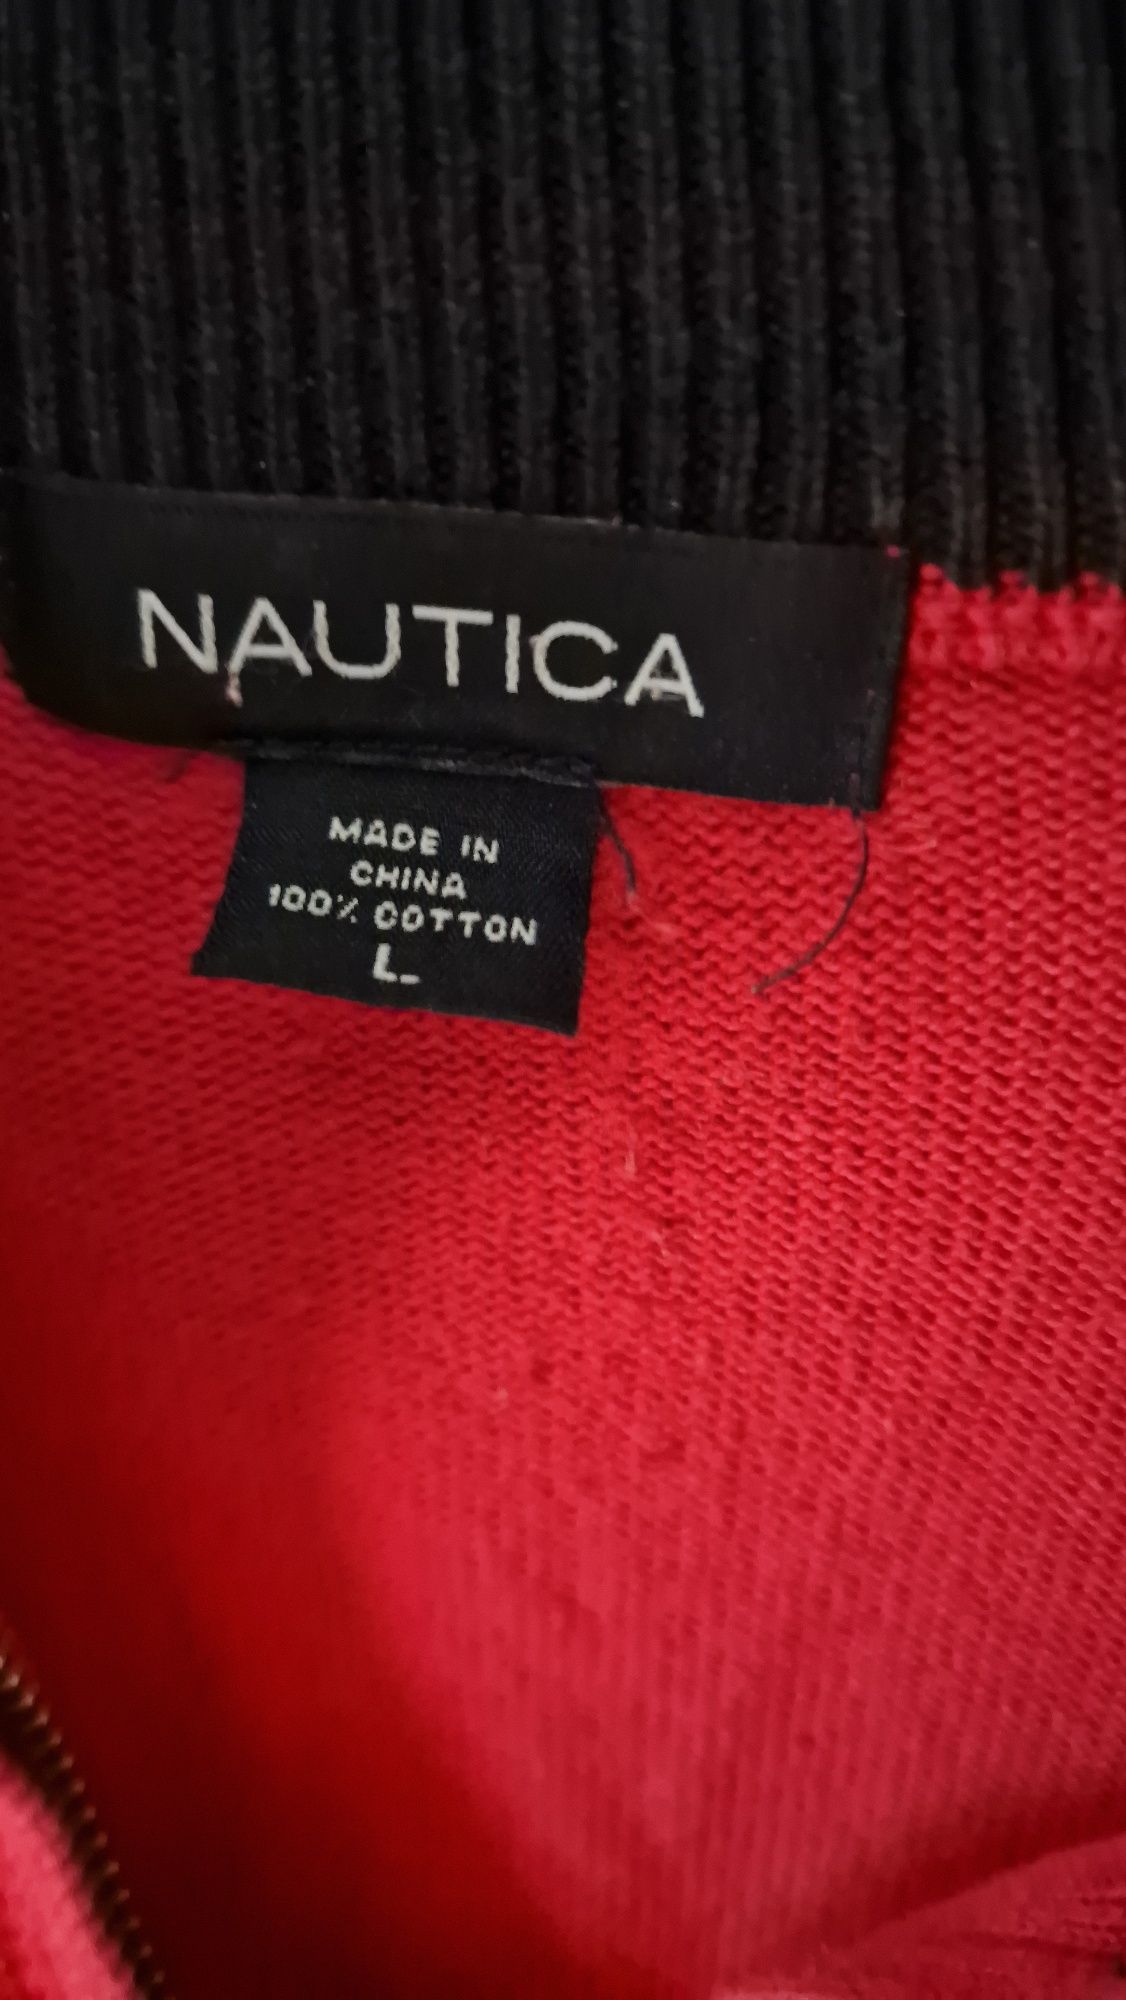 NAUTICA
MADE IN
CHINA
100% COTTON
L